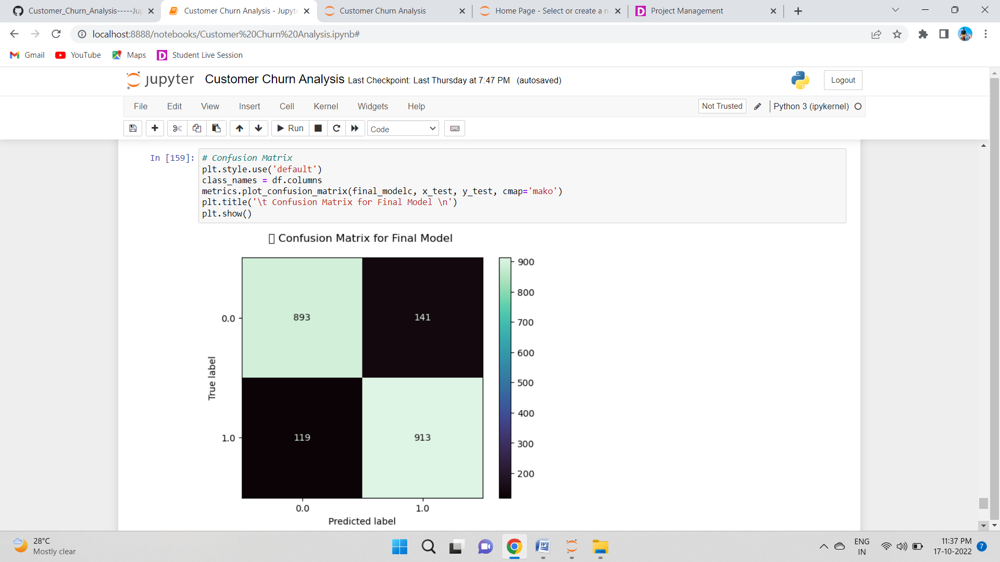 Customer_Churn_Analysis-----Jup
Customer Churn Analysis - Jupyte
Customer Churn Analysis
Home Page - Select or create a n
Project Management
localhost:8888/notebooks/Customer%20Churn%20Analysis.ipynb#
Gmail YouTube Maps Student Live Session
jupyter Customer Churn Analysis Last Checkpoint: Last Thursday at 7:47 PM (autosaved) Logout
File Edit View Insert Cell Kernel Widgets Help Not Trusted Python 3 (ipykernel)
Run Code
In [159]: # Confusion Matrix
plt.style.use('default')
class_names = df.columns
metrics.plot_confusion_matrix(final_modelc, x_test, y_test, cmap='mako')
plt.title('\t Confusion Matrix for Final Model \n')
plt.show()
Confusion Matrix for Final Model
900
800
700
600
500
400
300
200
0.0 893 141
True label
1.0 119 913
0.0 1.0
Predicted label
28°C
Mostly clear
ENG
IN
11:37 PM
17-10-2022
7